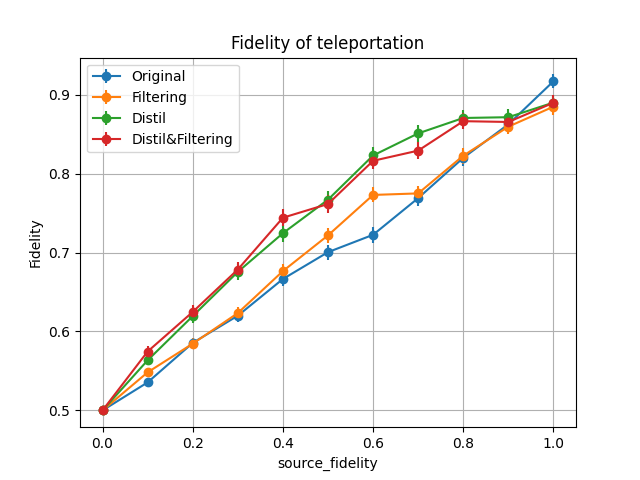 Fidelity of teleportation
Original
Filtering
Distil
Distil&Filtering
Fidelity
0.9
0.8
0.7
0.6
0.5
0.0 0.2 0.4 0.6 0.8 1.0
source_fidelity